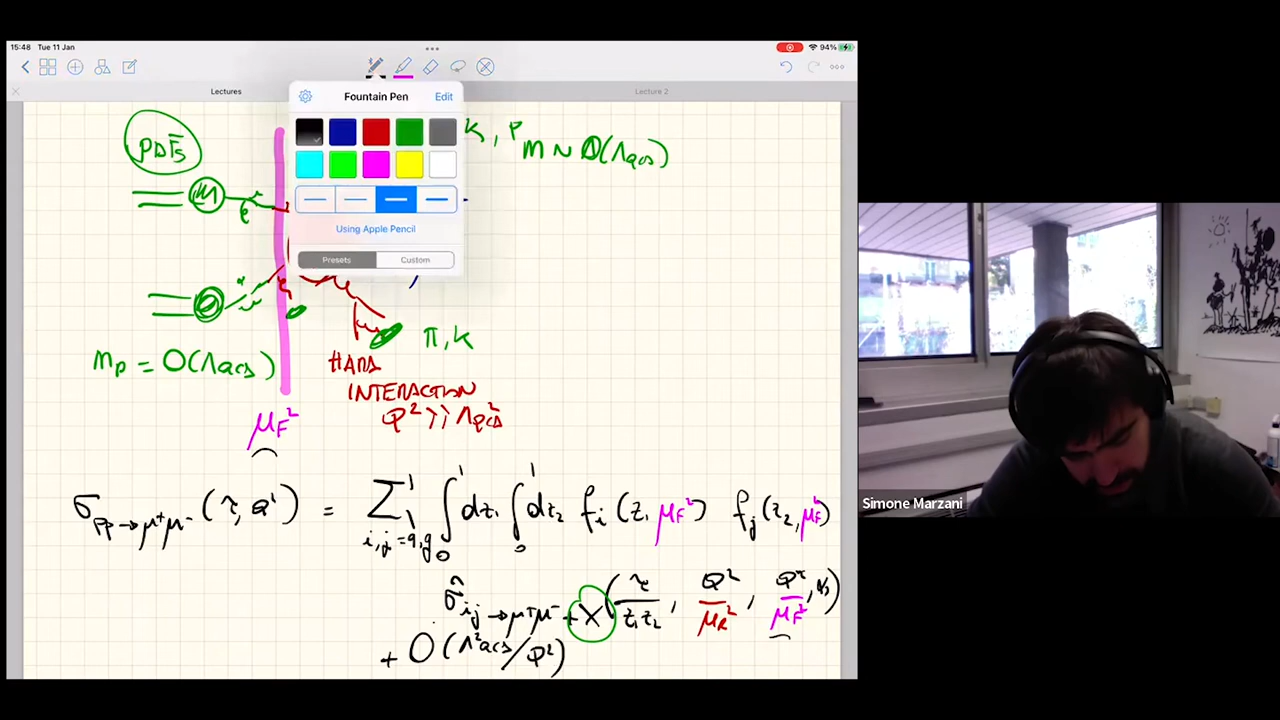 15:48 Tue 11 Jan
94%
Lectures
Lecture 2
Fountain Pen
Edit
Using Apple Pencil
Presets
Custom
PDFs
K, P
M ~ O(Λ_QCD)
π, K
m_P = O(Λ_QCD)
HARD
INTERACTION
Q² >> Λ²_QCD
μ_F²
σ_{pp→μ⁺μ⁻}(τ, Q²) = Σ_{i,j=q,g} ∫₀¹ dz₁ ∫₀¹ dz₂ f_i(z₁ μ_F²) f_j(z₂, μ_F²)
σ̂_{ij→μ⁺μ⁻+X}(τ/z₁z₂, Q²/μ_R², Q²/μ_F², α_s)
+ O(Λ²_QCD/Q²)
Simone Marzani